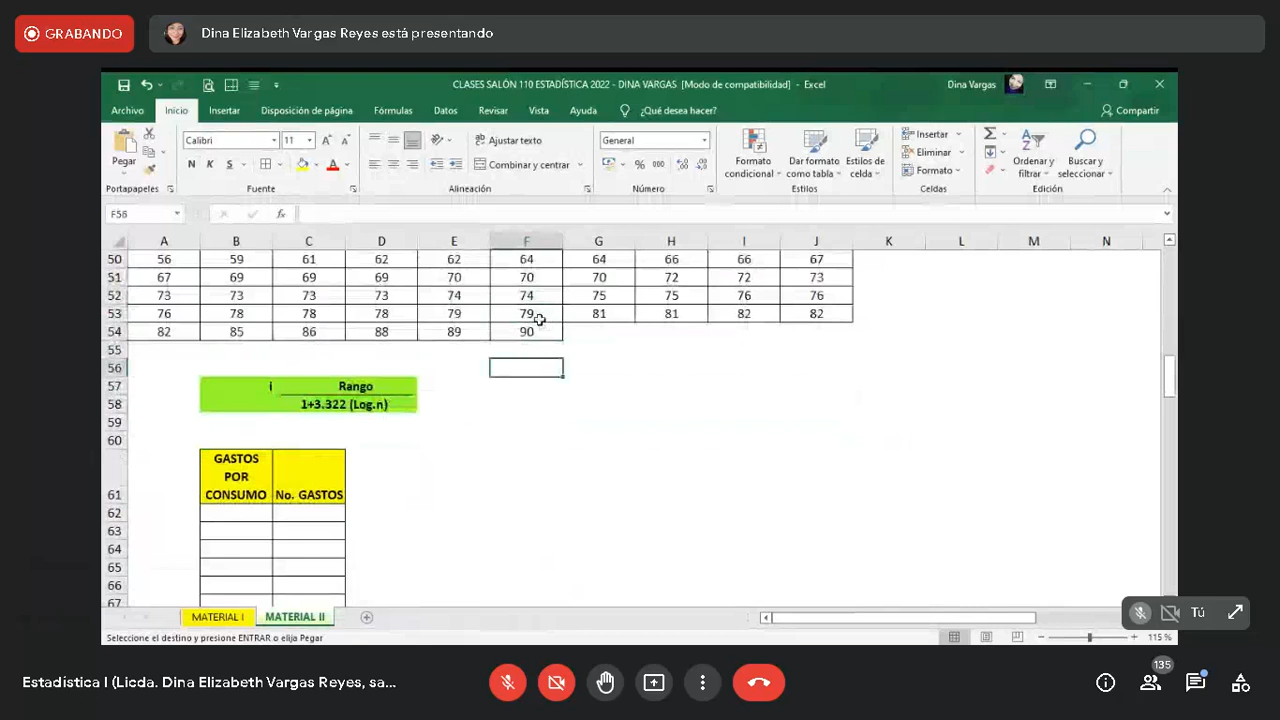 GRABANDO
Dina Elizabeth Vargas Reyes está presentando
CLASES SALÓN 110 ESTADÍSTICA 2022 - DINA VARGAS [Modo de compatibilidad] - Excel
Dina Vargas
Archivo Inicio Insertar Disposición de página Fórmulas Datos Revisar Vista Ayuda ¿Qué desea hacer? Compartir
Pegar
Calibri 11
N K S
Ajustar texto
Combinar y centrar
General
% 000
Formato condicional
Dar formato como tabla
Estilos de celda
Insertar
Eliminar
Formato
Ordenar y filtrar
Buscar y seleccionar
Portapapeles Fuente Alineación Número Estilos Celdas Edición
F56 fx
A B C D E F G H I J K L M N
50 56 59 61 62 62 64 64 66 66 67
51 67 69 69 69 70 70 70 72 72 73
52 73 73 73 73 74 74 75 75 76 76
53 76 78 78 78 79 79 81 81 82 82
54 82 85 86 88 89 90
55
56
57 i Rango
58 1+3.322 (Log.n)
59
60
61 GASTOS POR CONSUMO No. GASTOS
62
63
64
65
66
67
MATERIAL I MATERIAL II
Seleccione el destino y presione ENTRAR o elija Pegar
115 %
Tú
Estadística I (Licda. Dina Elizabeth Vargas Reyes, sa...
135